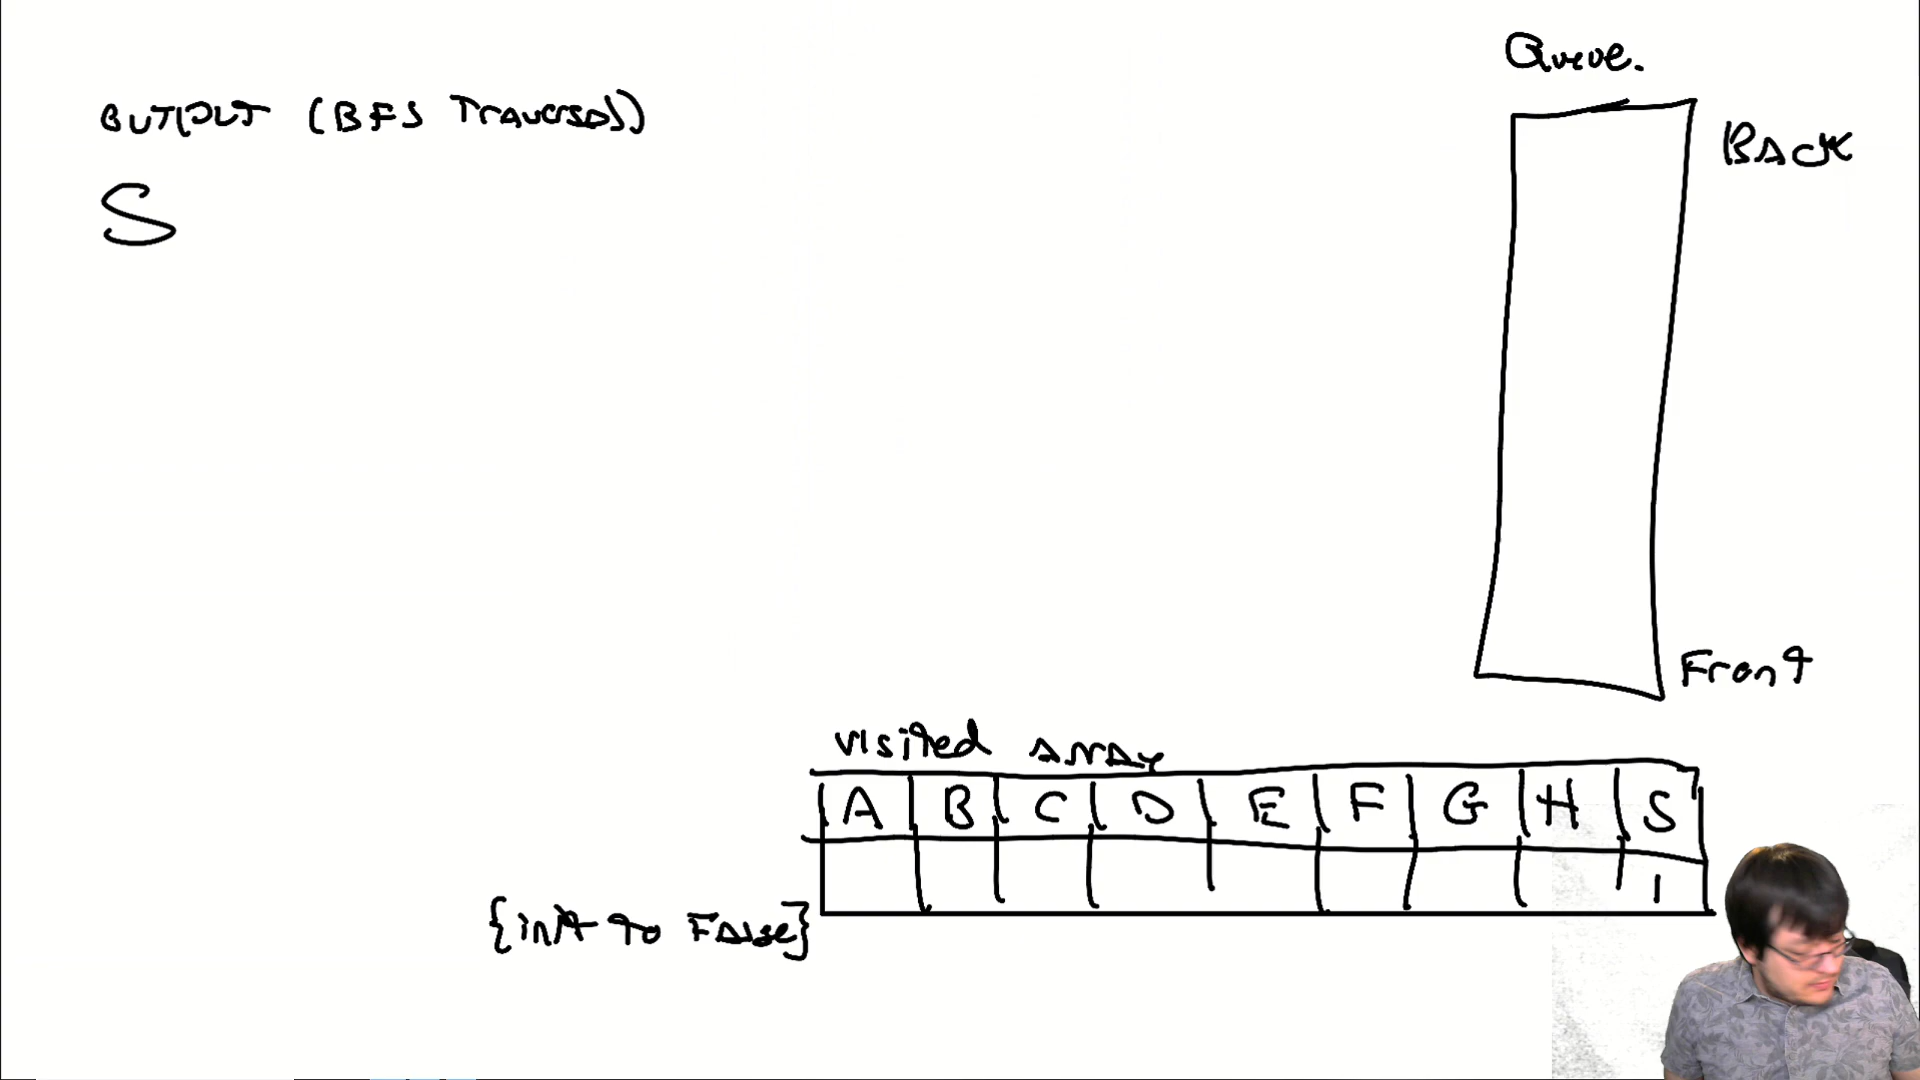 Queue.
OUTPUT (BFS Traversal)
Back
S
Front
visited array
A B C D E F G H S
1
{init to False}